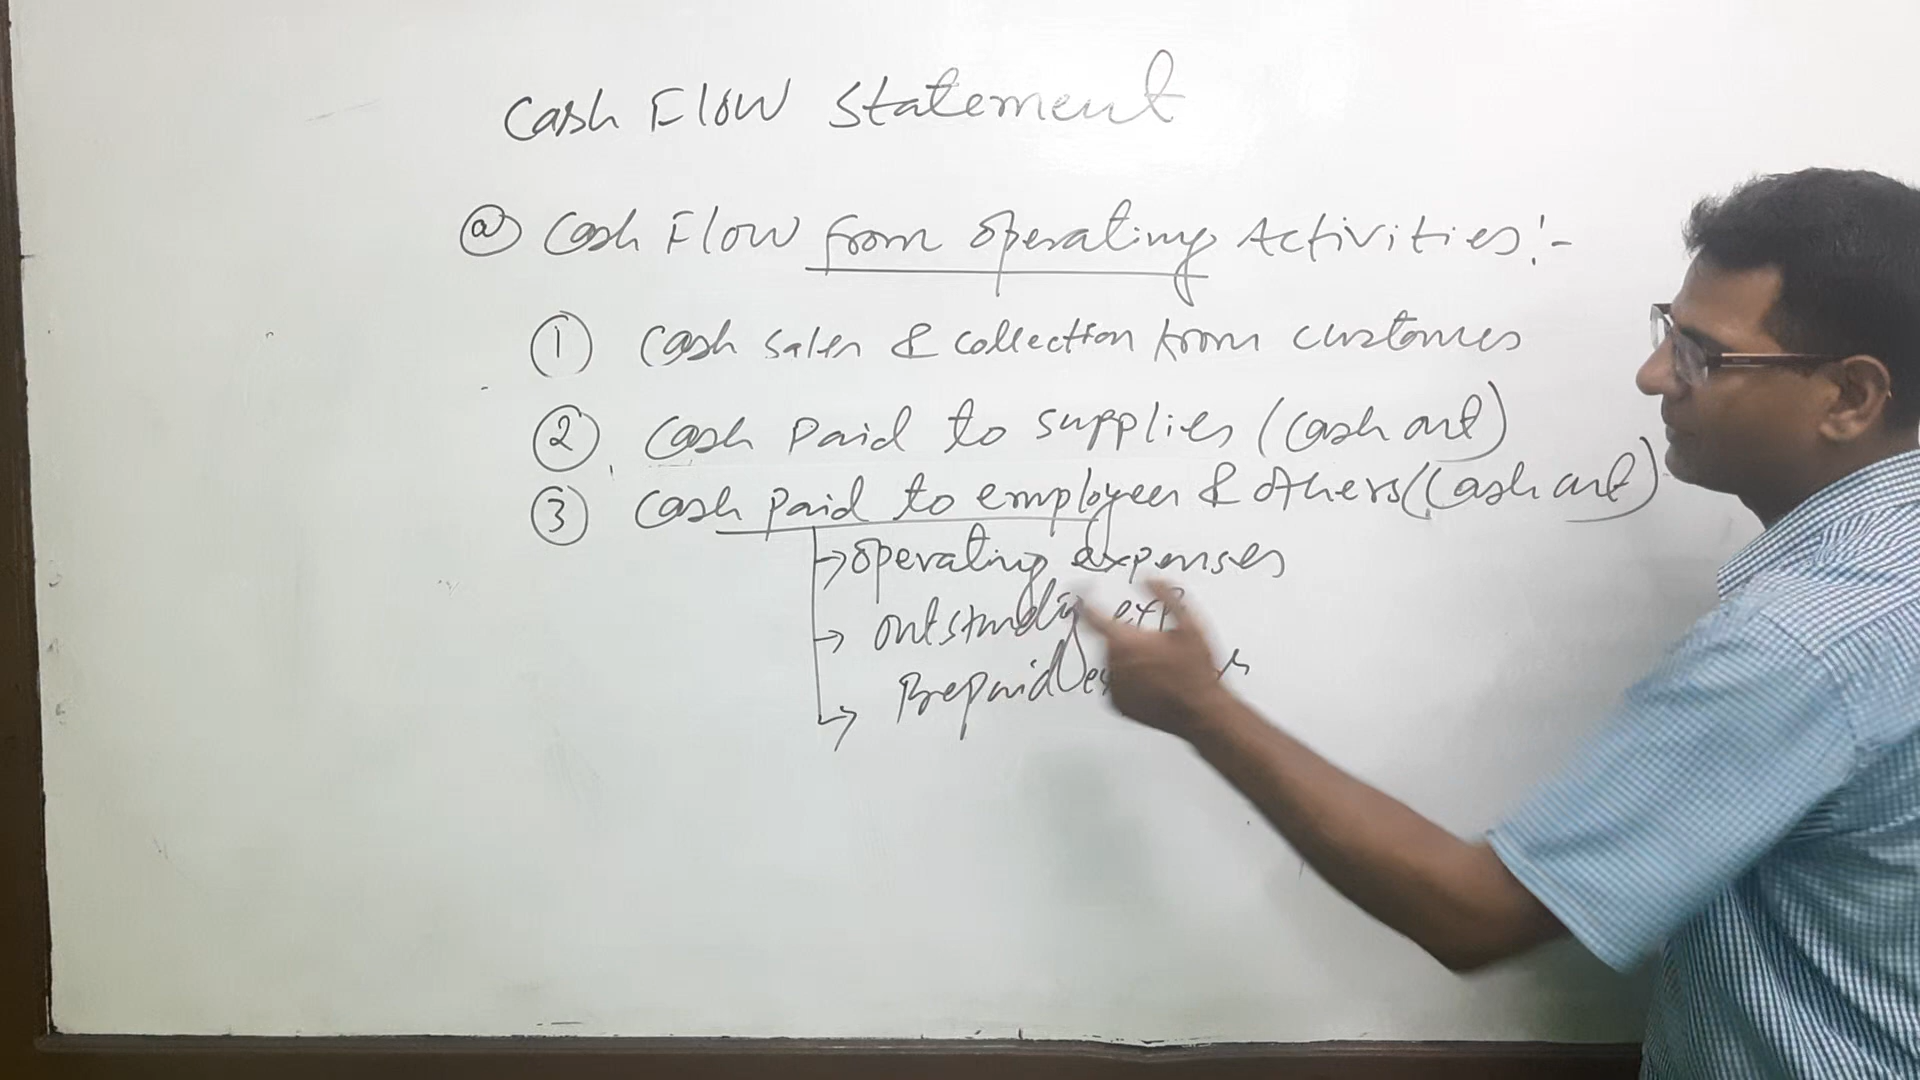 Cash Flow Statement
(a) Cash Flow from operating Activities:-
(1) Cash sales & collection from customers
(2) Cash paid to supplies (cash out)
(3) Cash paid to employees & others (Cash out)
→ operating expenses
→ outstanding exp
→ Prepaid